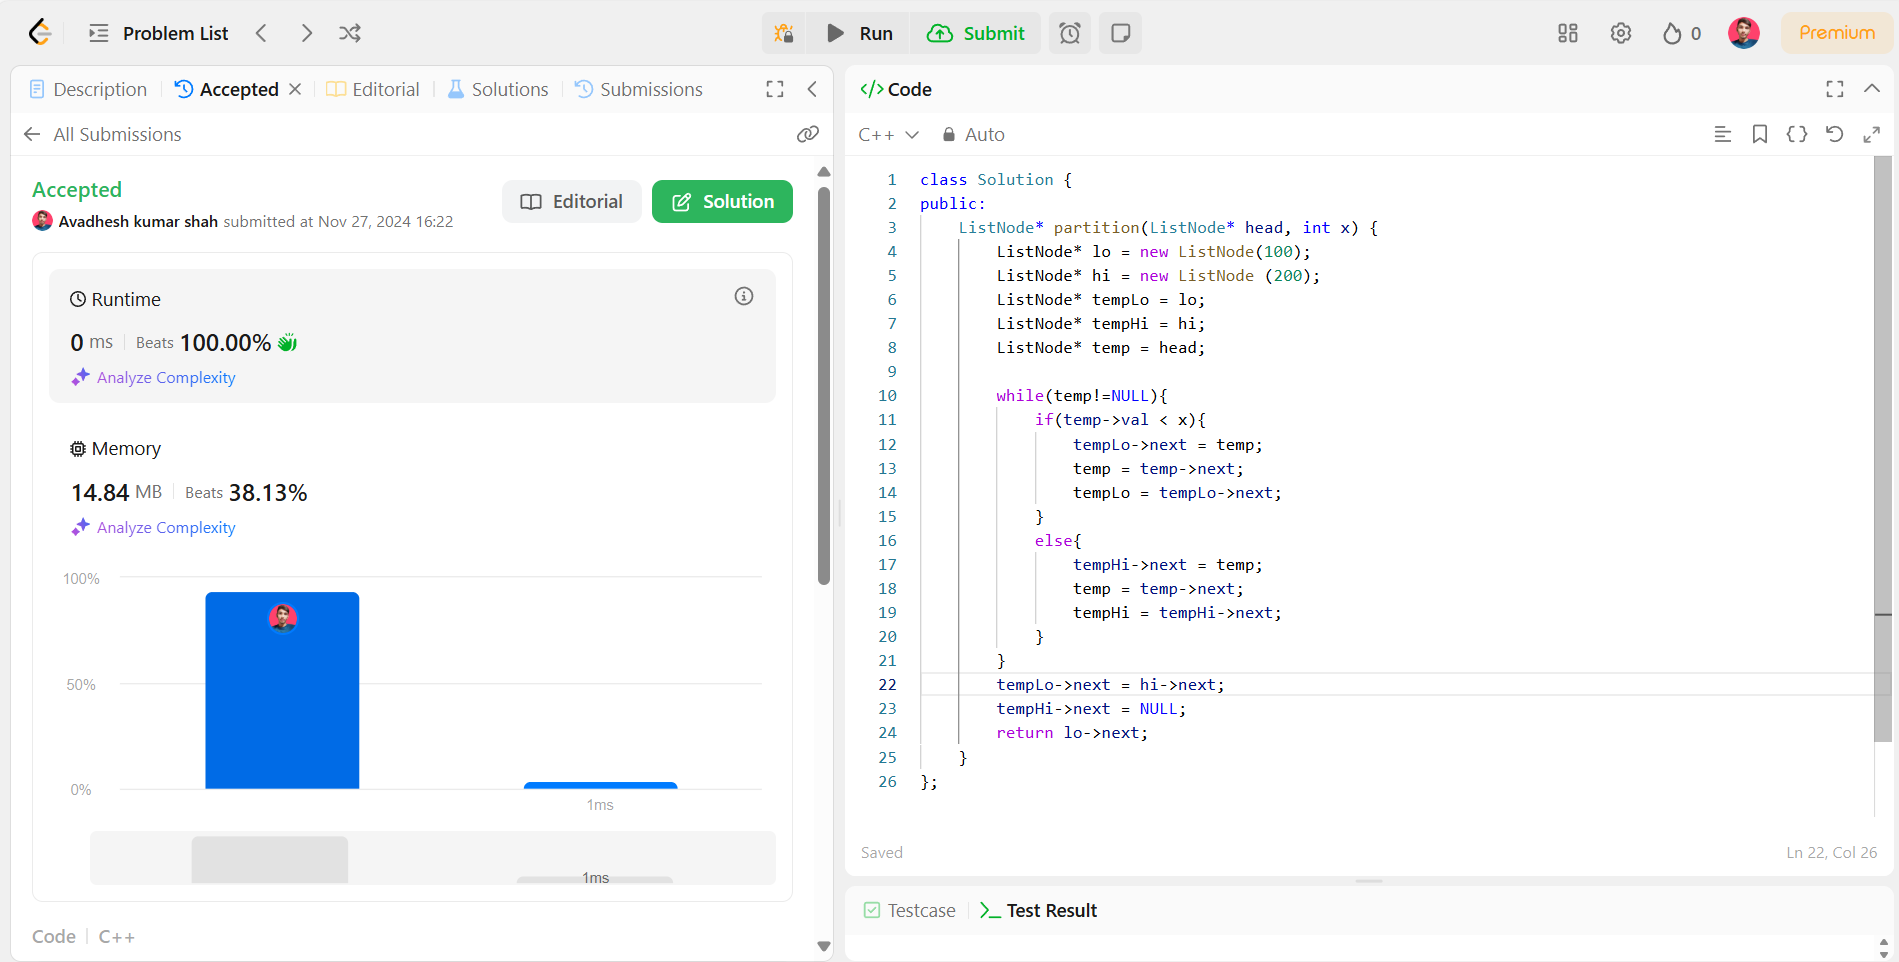 Problem List
Run
Submit
0
Premium
Description
Accepted
Editorial
Solutions
Submissions
All Submissions
Accepted
Avadhesh kumar shah submitted at Nov 27, 2024 16:22
Editorial
Solution
Runtime
0 ms
Beats 100.00%
Analyze Complexity
Memory
14.84 MB
Beats 38.13%
Analyze Complexity
100%
50%
0%
1ms
1ms
Code
C++
</> Code
C++
Auto
1 class Solution {
2 public:
3 ListNode* partition(ListNode* head, int x) {
4 ListNode* lo = new ListNode(100);
5 ListNode* hi = new ListNode (200);
6 ListNode* tempLo = lo;
7 ListNode* tempHi = hi;
8 ListNode* temp = head;
9
10 while(temp!=NULL){
11 if(temp->val < x){
12 tempLo->next = temp;
13 temp = temp->next;
14 tempLo = tempLo->next;
15 }
16 else{
17 tempHi->next = temp;
18 temp = temp->next;
19 tempHi = tempHi->next;
20 }
21 }
22 tempLo->next = hi->next;
23 tempHi->next = NULL;
24 return lo->next;
25 }
26 };
Saved
Ln 22, Col 26
Testcase
Test Result